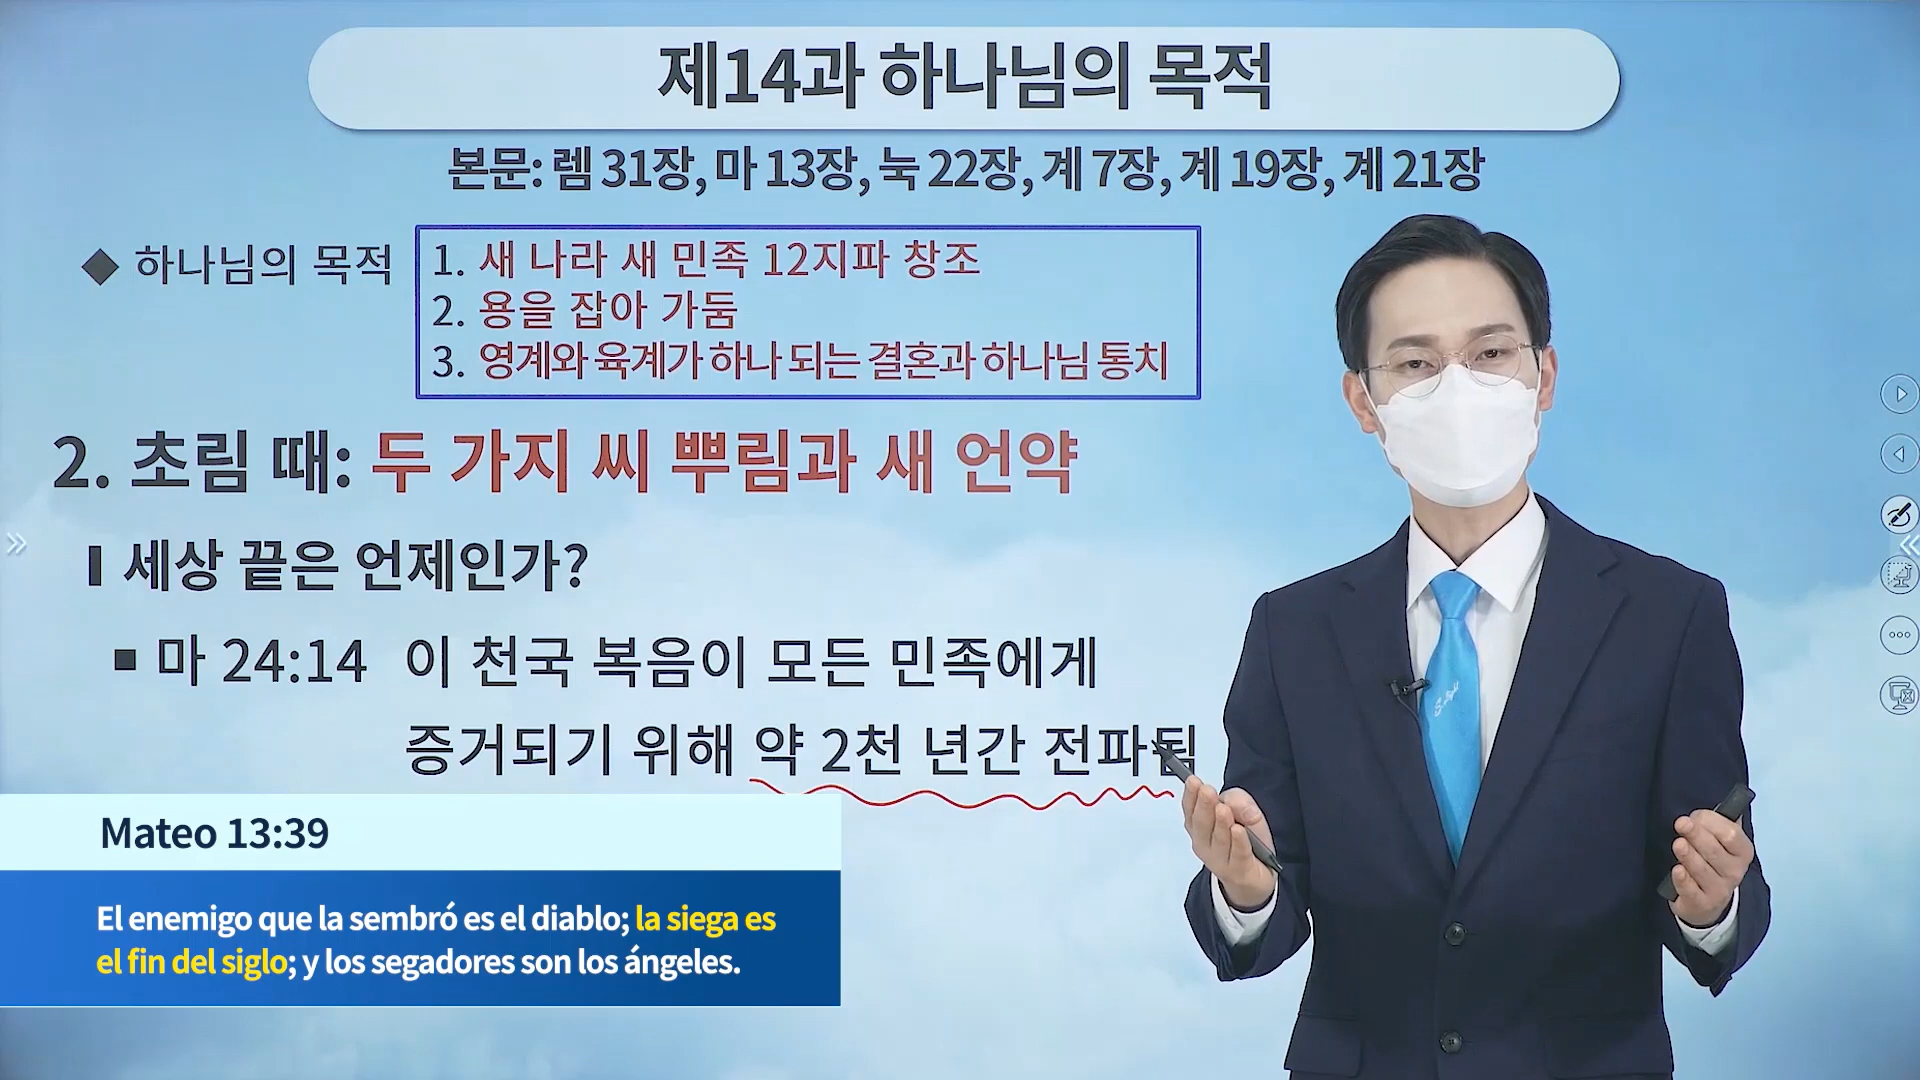 제14과 하나님의 목적
본문: 렘 31장, 마 13장, 눅 22장, 계 7장, 계 19장, 계 21장
◆ 하나님의 목적
1. 새 나라 새 민족 12지파 창조
2. 용을 잡아 가둠
3. 영계와 육계가 하나 되는 결혼과 하나님 통치
2. 초림 때: 두 가지 씨 뿌림과 새 언약
세상 끝은 언제인가?
■ 마 24:14 이 천국 복음이 모든 민족에게
증거되기 위해 약 2천 년간 전파됨
Mateo 13:39
El enemigo que la sembró es el diablo; la siega es
el fin del siglo; y los segadores son los ángeles.